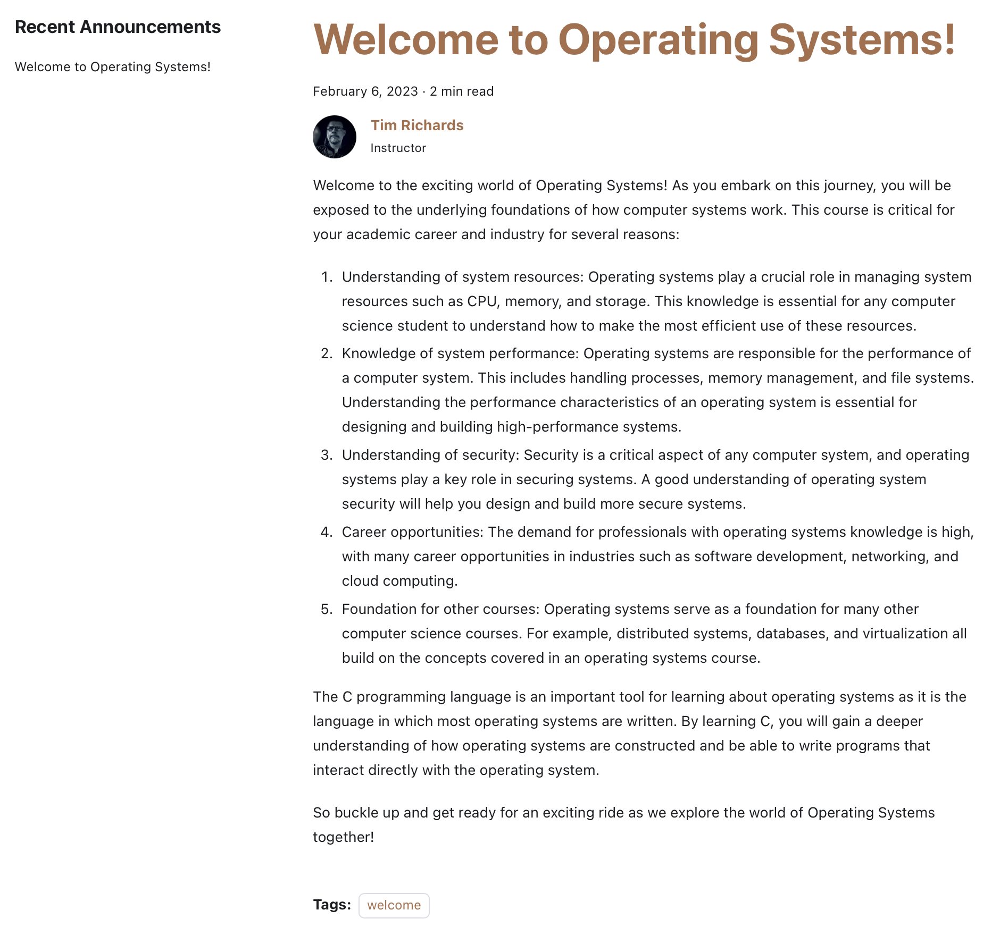 Recent Announcements
Welcome to Operating Systems!
Welcome to Operating Systems!
February 6, 2023 · 2 min read
Tim Richards
Instructor
Welcome to the exciting world of Operating Systems! As you embark on this journey, you will be
exposed to the underlying foundations of how computer systems work. This course is critical for
your academic career and industry for several reasons:
1. Understanding of system resources: Operating systems play a crucial role in managing system
resources such as CPU, memory, and storage. This knowledge is essential for any computer
science student to understand how to make the most efficient use of these resources.
2. Knowledge of system performance: Operating systems are responsible for the performance of
a computer system. This includes handling processes, memory management, and file systems.
Understanding the performance characteristics of an operating system is essential for
designing and building high-performance systems.
3. Understanding of security: Security is a critical aspect of any computer system, and operating
systems play a key role in securing systems. A good understanding of operating system
security will help you design and build more secure systems.
4. Career opportunities: The demand for professionals with operating systems knowledge is high,
with many career opportunities in industries such as software development, networking, and
cloud computing.
5. Foundation for other courses: Operating systems serve as a foundation for many other
computer science courses. For example, distributed systems, databases, and virtualization all
build on the concepts covered in an operating systems course.
The C programming language is an important tool for learning about operating systems as it is the
language in which most operating systems are written. By learning C, you will gain a deeper
understanding of how operating systems are constructed and be able to write programs that
interact directly with the operating system.
So buckle up and get ready for an exciting ride as we explore the world of Operating Systems
together!
Tags: welcome